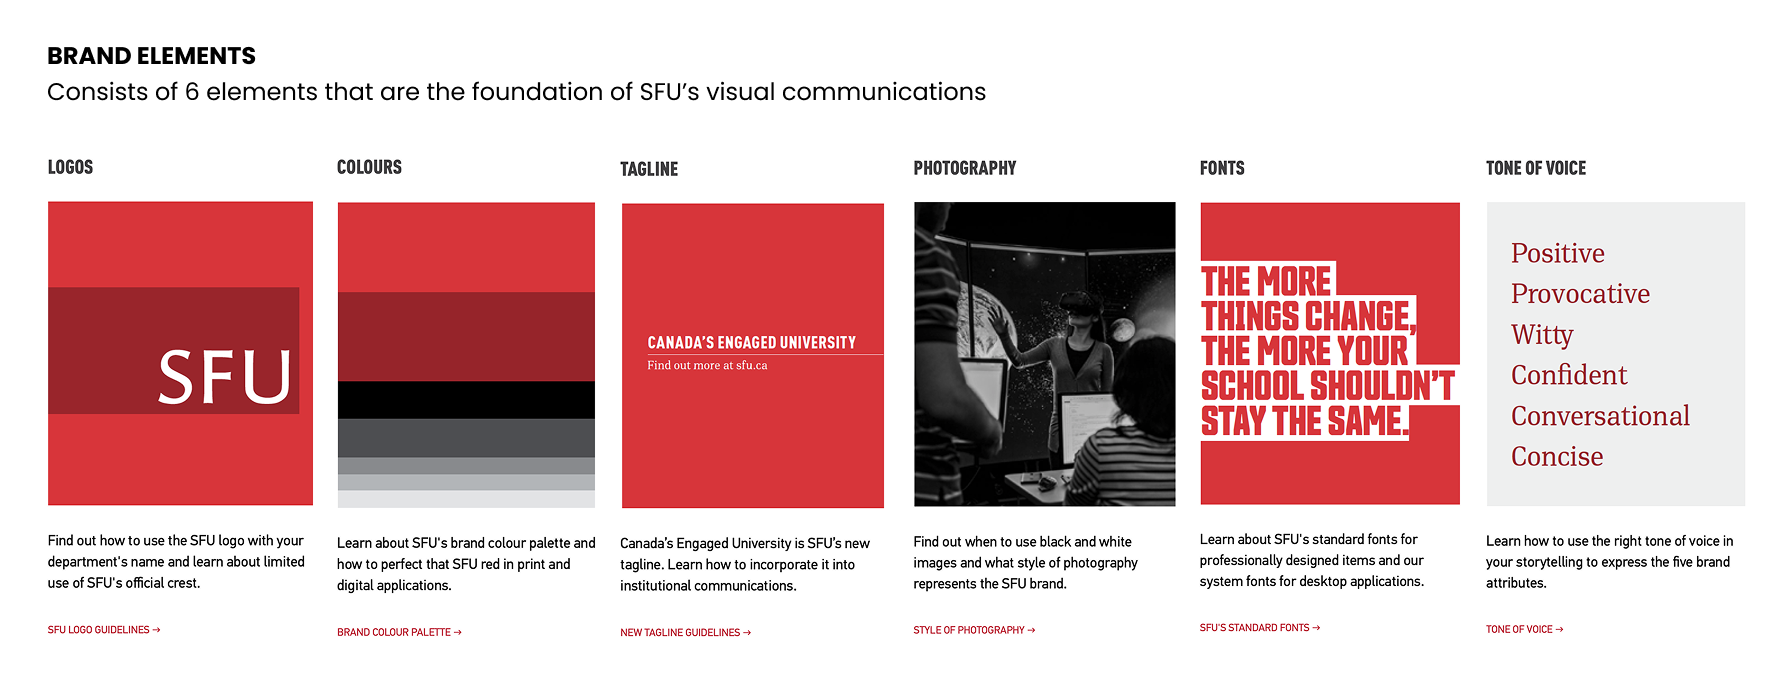 BRAND ELEMENTS
Consists of 6 elements that are the foundation of SFU’s visual communications
LOGOS
SFU
Find out how to use the SFU logo with your
department's name and learn about limited
use of SFU's official crest.
SFU LOGO GUIDELINES →
COLOURS
Learn about SFU's brand colour palette and
how to perfect that SFU red in print and
digital applications.
BRAND COLOUR PALETTE →
TAGLINE
CANADA’S ENGAGED UNIVERSITY
Find out more at sfu.ca
Canada’s Engaged University is SFU’s new
tagline. Learn how to incorporate it into
institutional communications.
NEW TAGLINE GUIDELINES →
PHOTOGRAPHY
Find out when to use black and white
images and what style of photography
represents the SFU brand.
STYLE OF PHOTOGRAPHY →
FONTS
THE MORE
THINGS CHANGE,
THE MORE YOUR
SCHOOL SHOULDN’T
STAY THE SAME.
Learn about SFU's standard fonts for
professionally designed items and our
system fonts for desktop applications.
SFU'S STANDARD FONTS →
TONE OF VOICE
Positive
Provocative
Witty
Confident
Conversational
Concise
Learn how to use the right tone of voice in
your storytelling to express the five brand
attributes.
TONE OF VOICE →